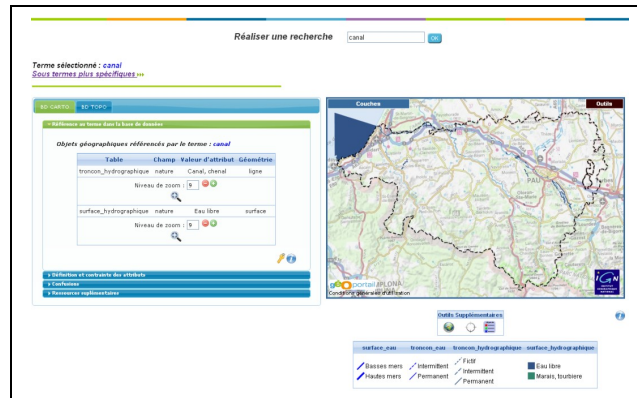 Réaliser une recherche canal OK
Terme sélectionné : canal
Sous termes plus spécifiques
BD CARTO BD TOPO
Référence au terme dans la base de données
Objets géographiques référencés par le terme : canal
Table Champ Valeur d'attribut Géométrie
troncon_hydrographique nature Canal, chenal ligne
Niveau de zoom : 9
surface_hydrographique nature Eau libre surface
Niveau de zoom : 9
Définition et contrainte des attributs
Confusions
Ressources suplémentaires
Couches Outils
PAU
geoportail
Conditions générales d'utilisation
IGN
Outils Supplémentaires
surface_eau troncon_eau troncon_hydrographique surface_hydrographique
Basses mers Intermittent Fictif Eau libre
Hautes mers Permanent Intermittent Marais, tourbiere
Permanent